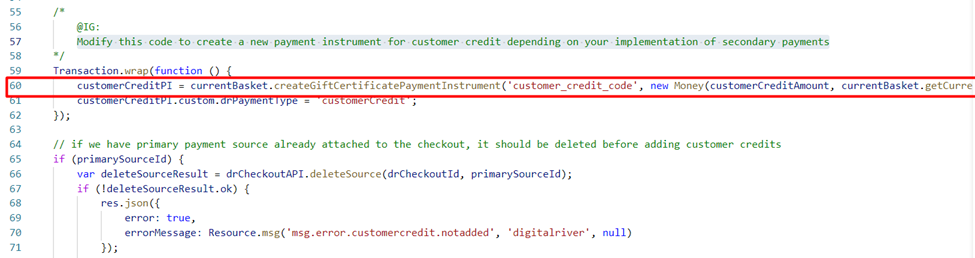 55 /*
56 @IG:
57 Modify this code to create a new payment instrument for customer credit depending on your implementation of secondary payments
58 */
59 Transaction.wrap(function () {
60 customerCreditPI = currentBasket.createGiftCertificatePaymentInstrument('customer_credit_code', new Money(customerCreditAmount, currentBasket.getCurre
61 customerCreditPI.custom.drPaymentType = 'customerCredit';
62 });
63
64 // if we have primary payment source already attached to the checkout, it should be deleted before adding customer credits
65 if (primarySourceId) {
66 var deleteSourceResult = drCheckoutAPI.deleteSource(drCheckoutId, primarySourceId);
67 if (!deleteSourceResult.ok) {
68 res.json({
69 error: true,
70 errorMessage: Resource.msg('msg.error.customercredit.notadded', 'digitalriver', null)
71 });